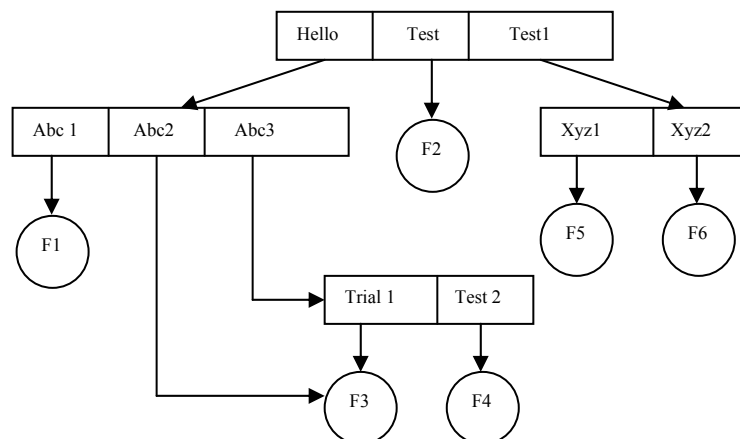 Hello Test Test1
Abc 1 Abc2 Abc3
F2
Xyz1 Xyz2
F1
F5 F6
Trial 1 Test 2
F3 F4